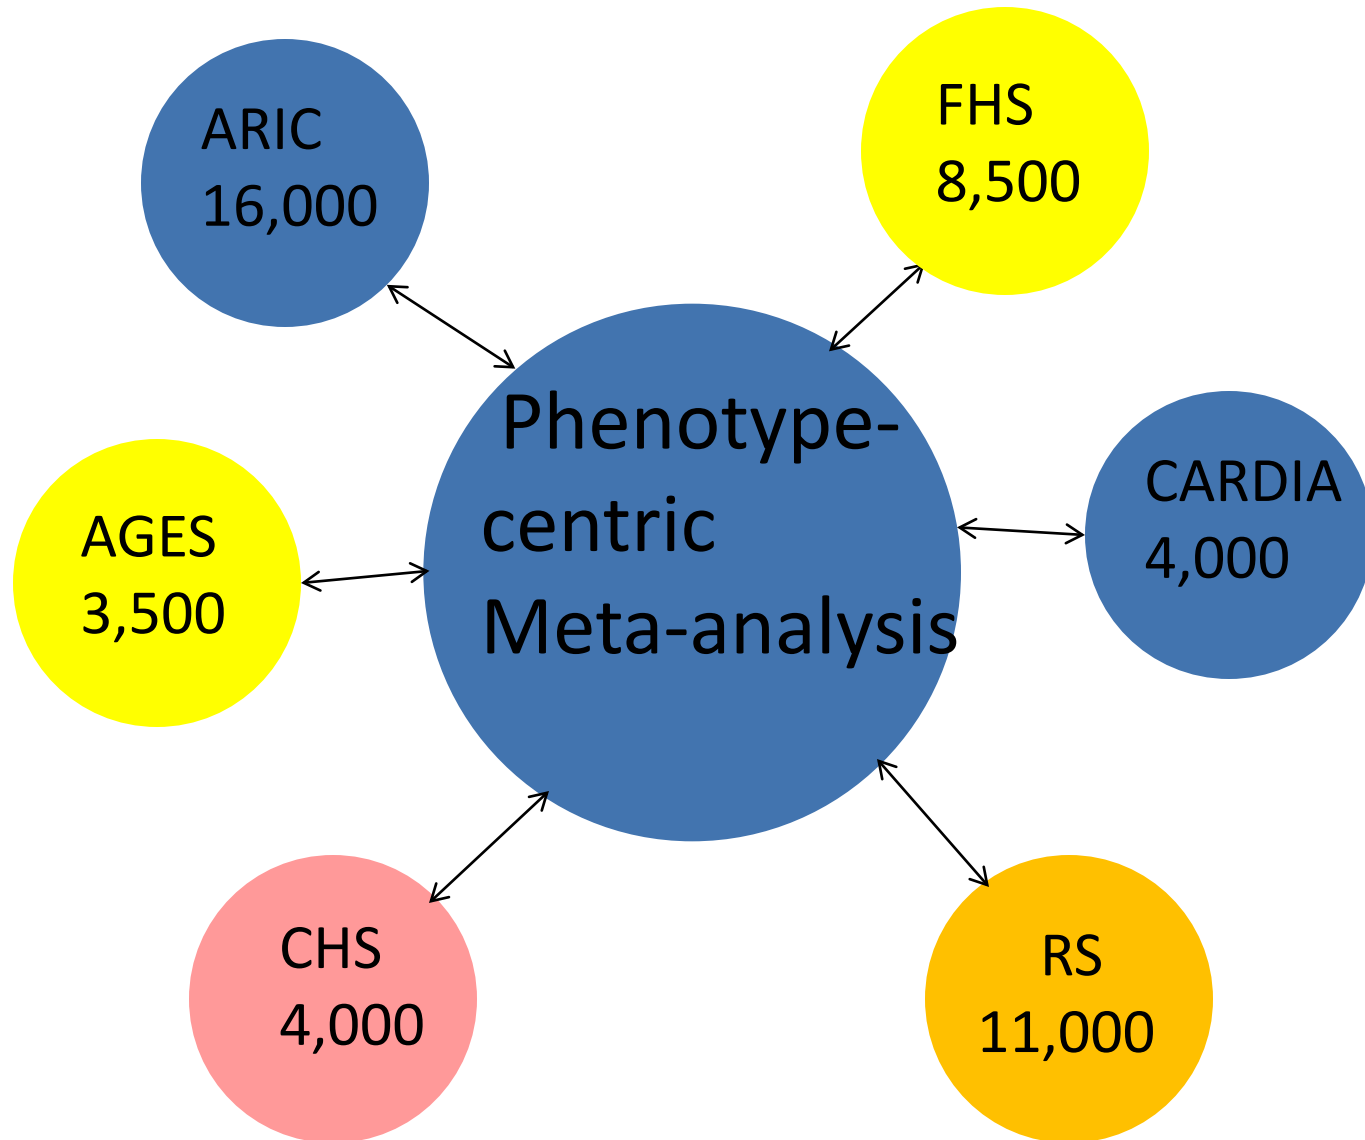 ARIC
16,000
FHS
8,500
Phenotype-
centric
Meta-analysis
CARDIA
4,000
AGES
3,500
CHS
4,000
RS
11,000